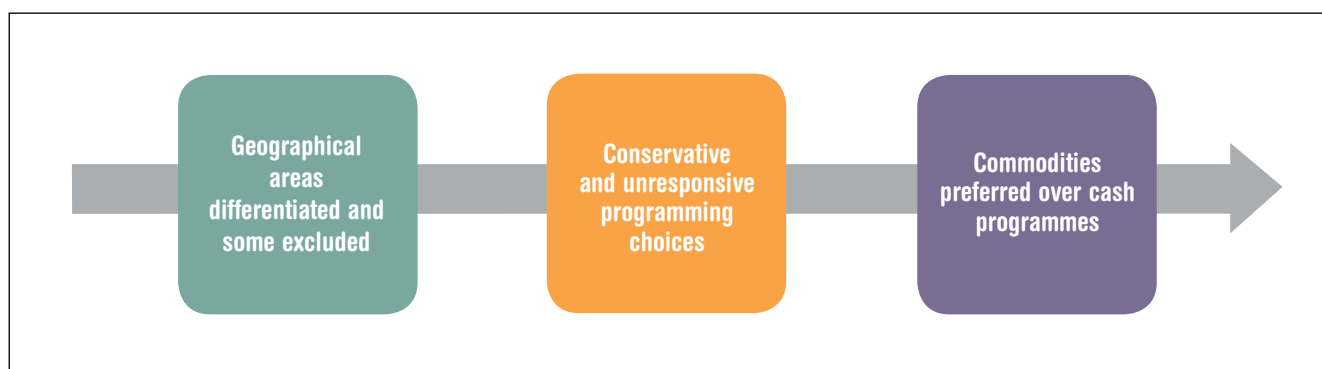 Geographical
areas
differentiated and
some excluded
Conservative
and unresponsive
programming
choices
Commodities
preferred over cash
programmes